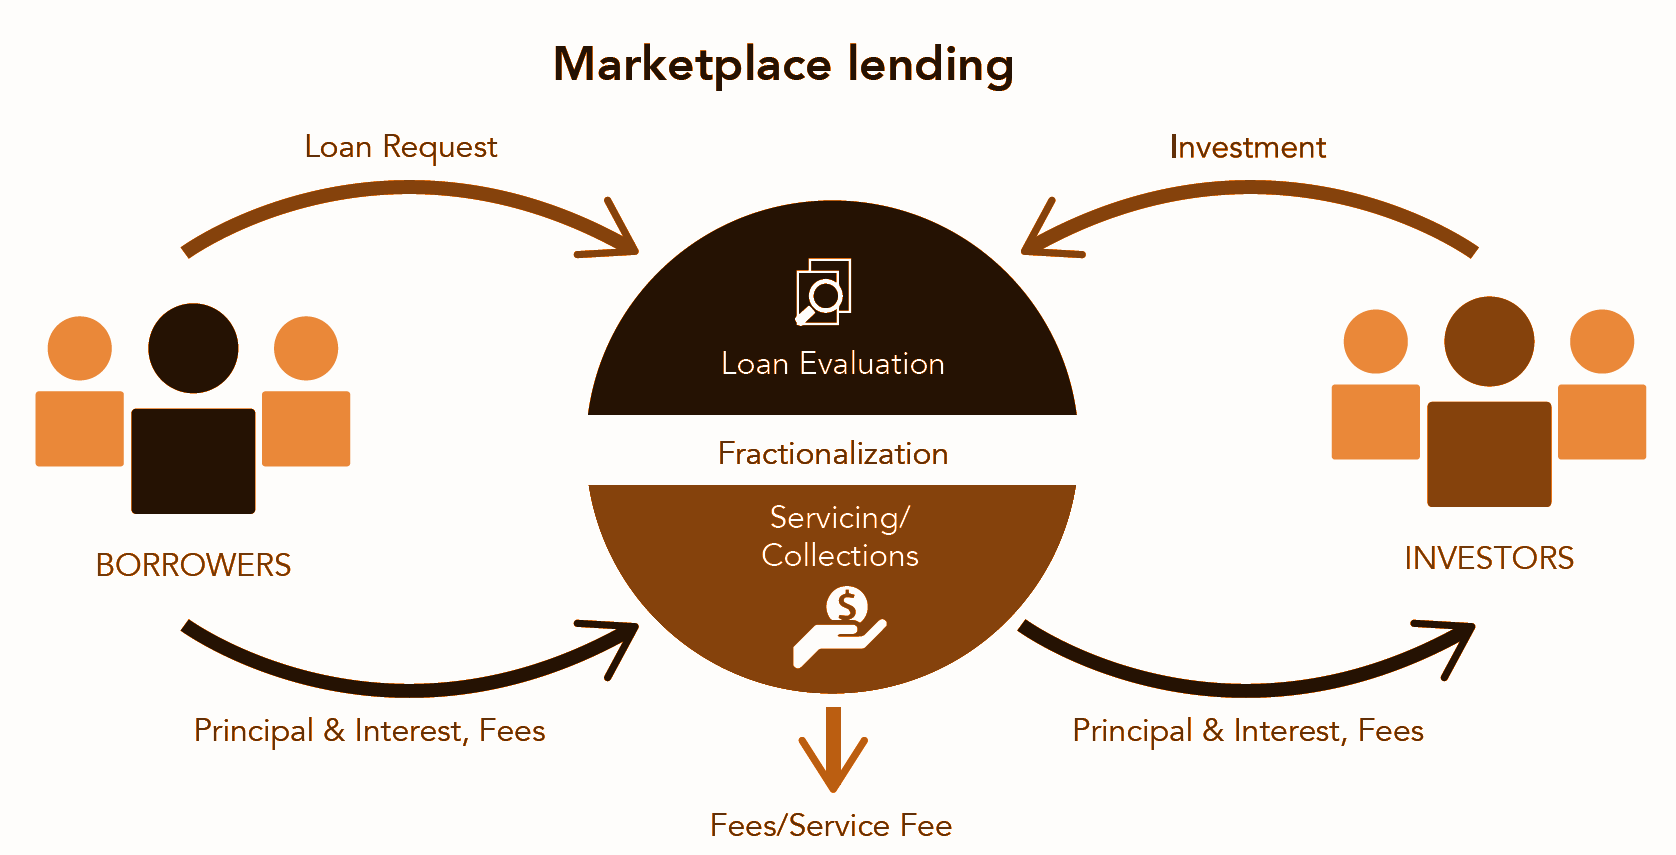 Marketplace lending
Loan Request
Investment
Loan Evaluation
Fractionalization
Servicing/
Collections
$
BORROWERS
INVESTORS
Principal & Interest, Fees
Principal & Interest, Fees
Fees/Service Fee